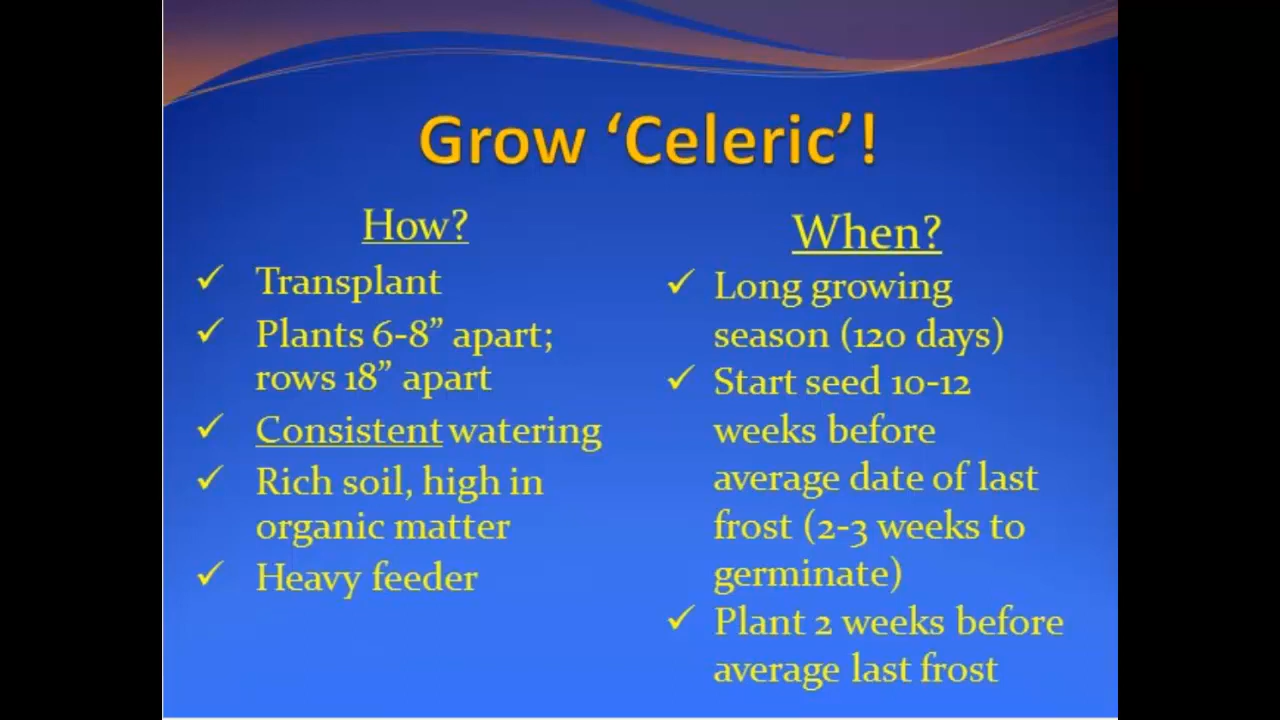 Grow ‘Celeric’!
How?
✓ Transplant
✓ Plants 6-8” apart;
rows 18” apart
✓ Consistent watering
✓ Rich soil, high in
organic matter
✓ Heavy feeder
When?
✓ Long growing
season (120 days)
✓ Start seed 10-12
weeks before
average date of last
frost (2-3 weeks to
germinate)
✓ Plant 2 weeks before
average last frost